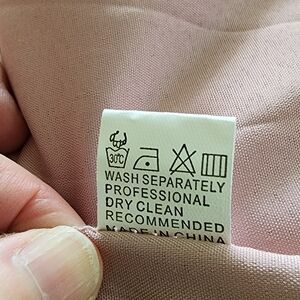 30°C
WASH SEPARATELY
PROFESSIONAL
DRY CLEAN
RECOMMENDED
MADE IN CHINA